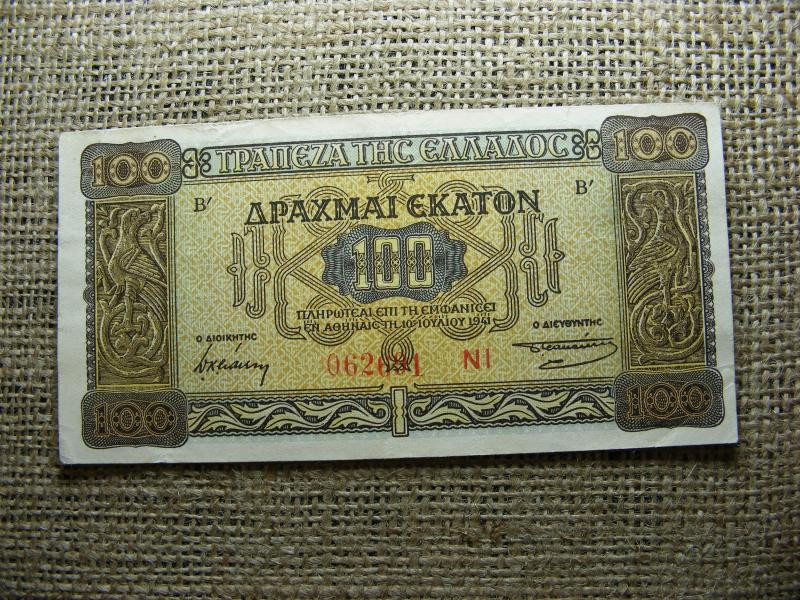 100 ΤΡΑΠΕΖΑ ΤΗΣ ΕΛΛΑΔΟΣ 100
Β′ Β′
ΔΡΑΧΜΑΙ ΕΚΑΤΟΝ
100
ΠΛΗΡΩΤΕΑΙ ΕΠΙ ΤΗ ΕΜΦΑΝΙΣΕΙ
ΕΝ ΑΘΗΝΑΙΣ ΤΗ 10Η ΙΟΥΛΙΟΥ 1941
Ο ΔΙΟΙΚΗΤΗΣ Ο ΔΙΕΥΘΥΝΤΗΣ
ΝΙ
100 100